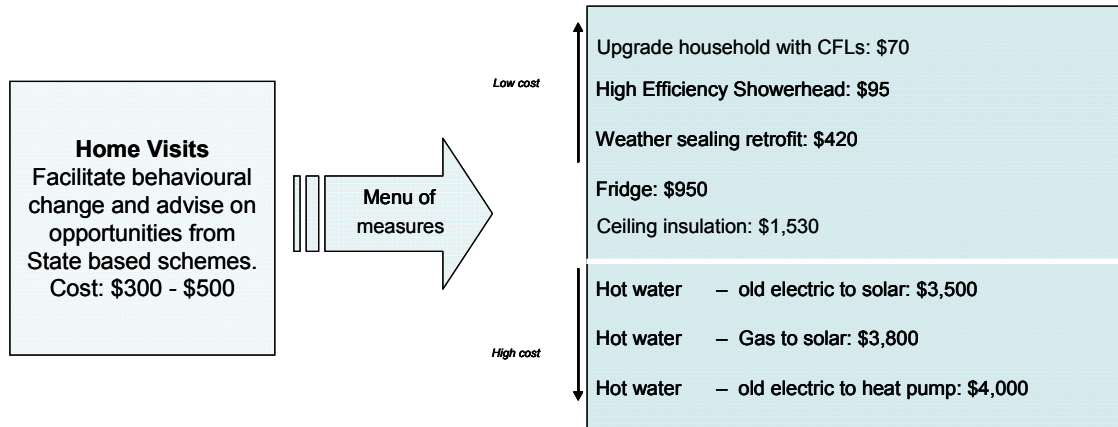 Home Visits
Facilitate behavioural
change and advise on
opportunities from
State based schemes.
Cost: $300 - $500
Menu of
measures
Low cost
Upgrade household with CFLs: $70
High Efficiency Showerhead: $95
Weather sealing retrofit: $420
Fridge: $950
Ceiling insulation: $1,530
High cost
Hot water – old electric to solar: $3,500
Hot water – Gas to solar: $3,800
Hot water – old electric to heat pump: $4,000